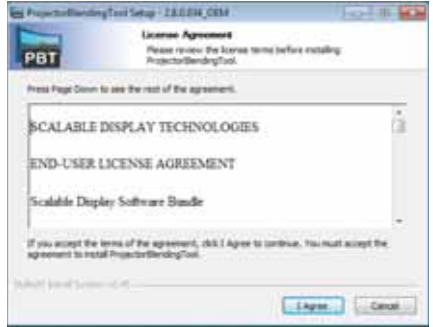 ProjectorBlendingTool Setup - 2.8.0.034_OEM
PBT
License Agreement
Please review the license terms before installing
ProjectorBlendingTool.
Press Page Down to see the rest of the agreement.
SCALABLE DISPLAY TECHNOLOGIES
END-USER LICENSE AGREEMENT
Scalable Display Software Bundle
If you accept the terms of the agreement, click I Agree to continue. You must accept the
agreement to install ProjectorBlendingTool.
Nullsoft Install System
I Agree
Cancel